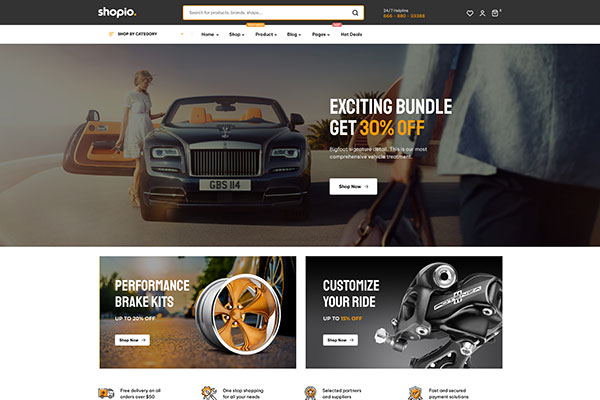 shopio.
Search for products, brands, shops...
24/7 Helpline
666 - 880 - 03388
SHOP BY CATEGORY
Home
Shop
Product
Blog
Pages
Hot Deals
EXCITING BUNDLE
GET 30% OFF
Bigfoot signature detail. This is our most
comprehensive vehicle treatment.
Shop Now
GBS 114
PERFORMANCE
BRAKE KITS
UP TO 20% OFF
Shop Now
CUSTOMIZE
YOUR RIDE
UP TO 15% OFF
Shop Now
Free delivery on all
orders over $50
One stop shopping
for all your needs
Selected partners
and suppliers
Fast and secured
payment solutions